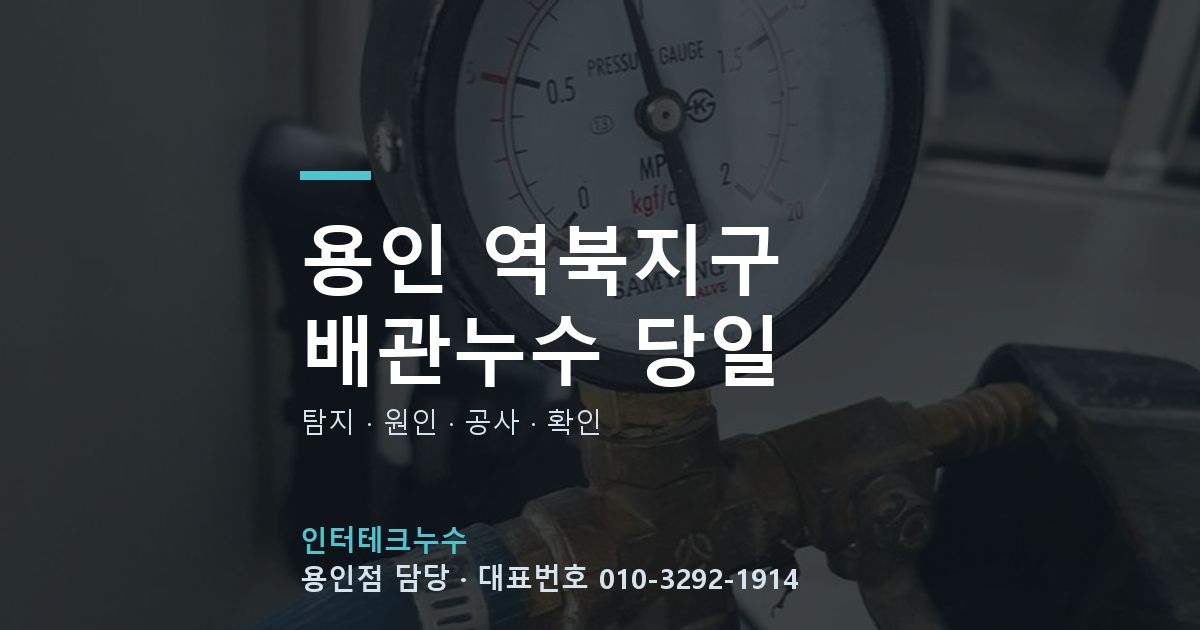 PRESSURE GAUGE
0.5
1.5
0
2
20
SAMYANG
VALVE
용인 역북지구
배관누수 당일
탐지 · 원인 · 공사 · 확인
인터테크누수
용인점 담당 · 대표번호 010-3292-1914